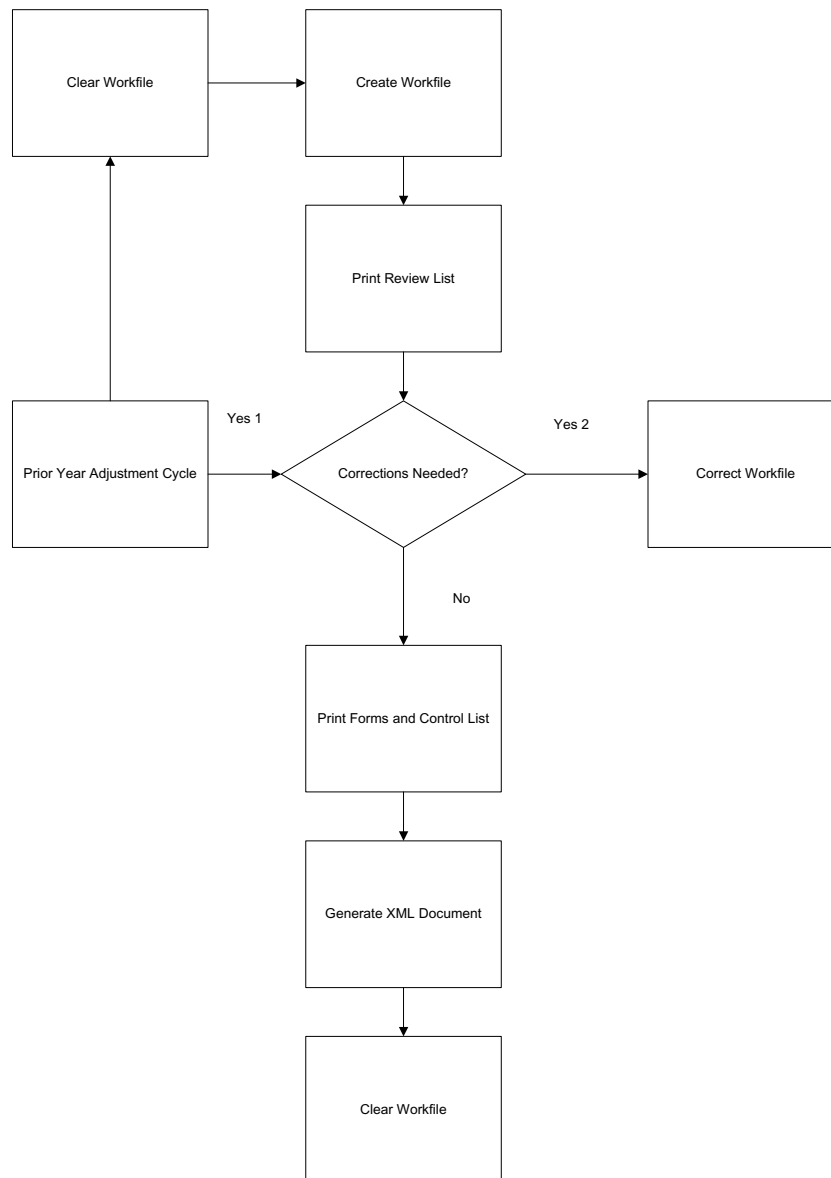 Clear Workfile
Create Workfile
Print Review List
Prior Year Adjustment Cycle
Yes 1
Corrections Needed?
Yes 2
Correct Workfile
No
Print Forms and Control List
Generate XML Document
Clear Workfile